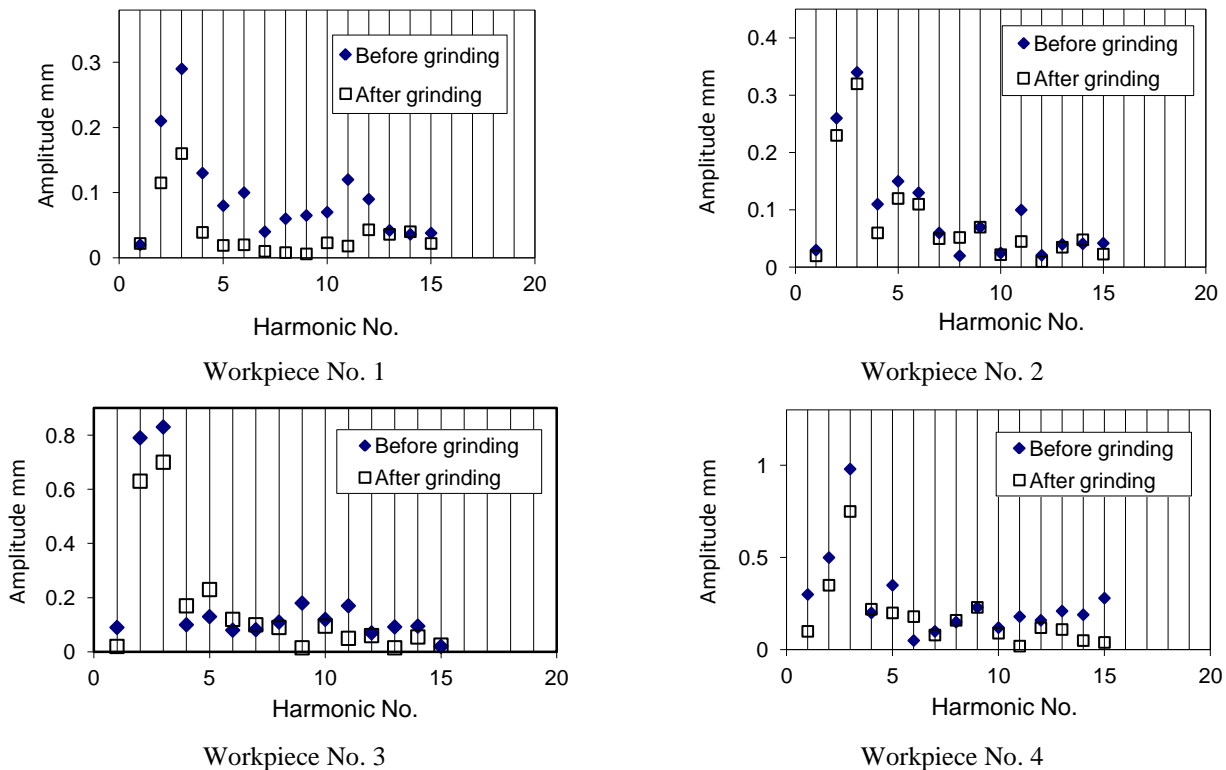 Amplitude mm
0.3
0.2
0.1
0
Before grinding
After grinding
0 5 10 15 20
Harmonic No.
Workpiece No. 1
Amplitude mm
0.4
0.3
0.2
0.1
0
Before grinding
After grinding
0 5 10 15 20
Harmonic No.
Workpiece No. 2
Amplitude mm
0.8
0.6
0.4
0.2
0
Before grinding
After grinding
0 5 10 15 20
Harmonic No.
Workpiece No. 3
Amplitude mm
1
0.5
0
Before grinding
After grinding
0 5 10 15 20
Harmonic No.
Workpiece No. 4